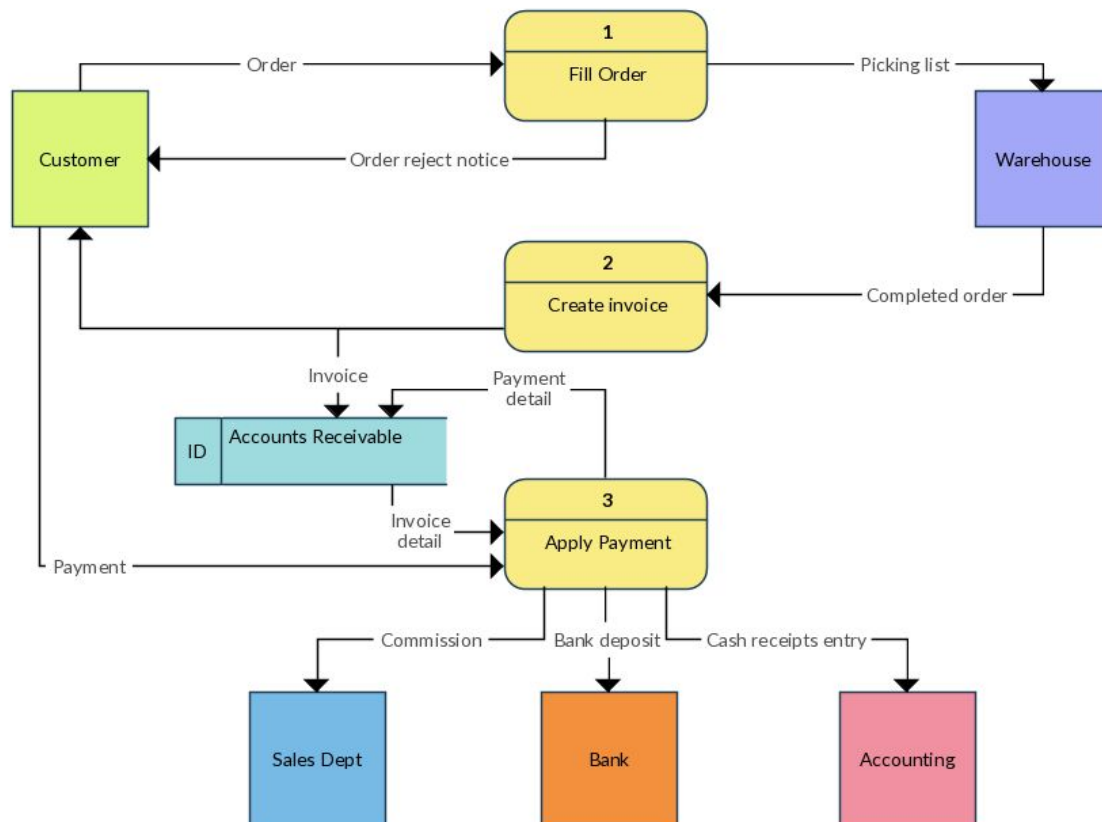 1
Order
Fill Order
Picking list
Customer
Order reject notice
Warehouse
2
Create invoice
Completed order
Invoice
Payment
detail
ID
Accounts Receivable
3
Invoice
detail
Apply Payment
Payment
Commission
Bank deposit
Cash receipts entry
Sales Dept
Bank
Accounting